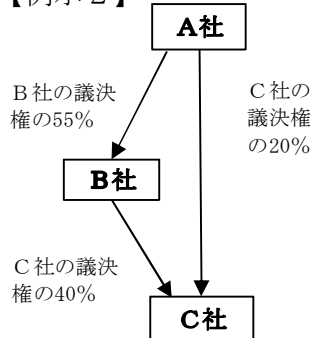 【例示２】
Ａ社
Ｂ社の議決
権の55％
Ｃ社の
議決権
の20％
Ｂ社
Ｃ社の議決
権の40％
Ｃ社